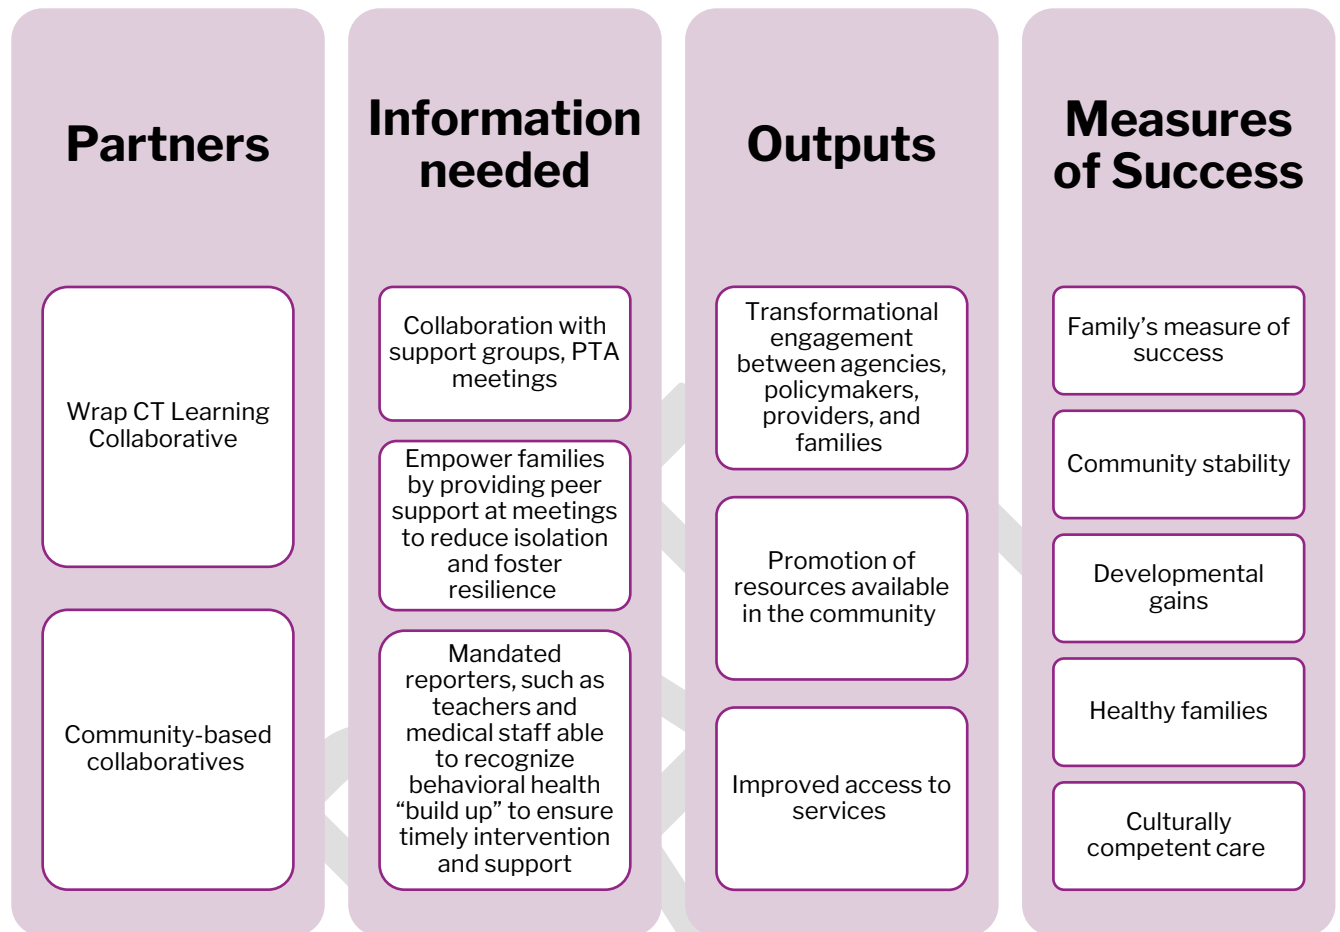 Partners
Wrap CT Learning
Collaborative
Community-based
collaboratives
Information
needed
Collaboration with
support groups, PTA
meetings
Empower families
by providing peer
support at meetings
to reduce isolation
and foster
resilience
Mandated
reporters, such as
teachers and
medical staff able
to recognize
behavioral health
“build up” to ensure
timely intervention
and support
Outputs
Transformational
engagement
between agencies,
policymakers,
providers, and
families
Promotion of
resources available
in the community
Improved access to
services
Measures
of Success
Family’s measure of
success
Community stability
Developmental
gains
Healthy families
Culturally
competent care